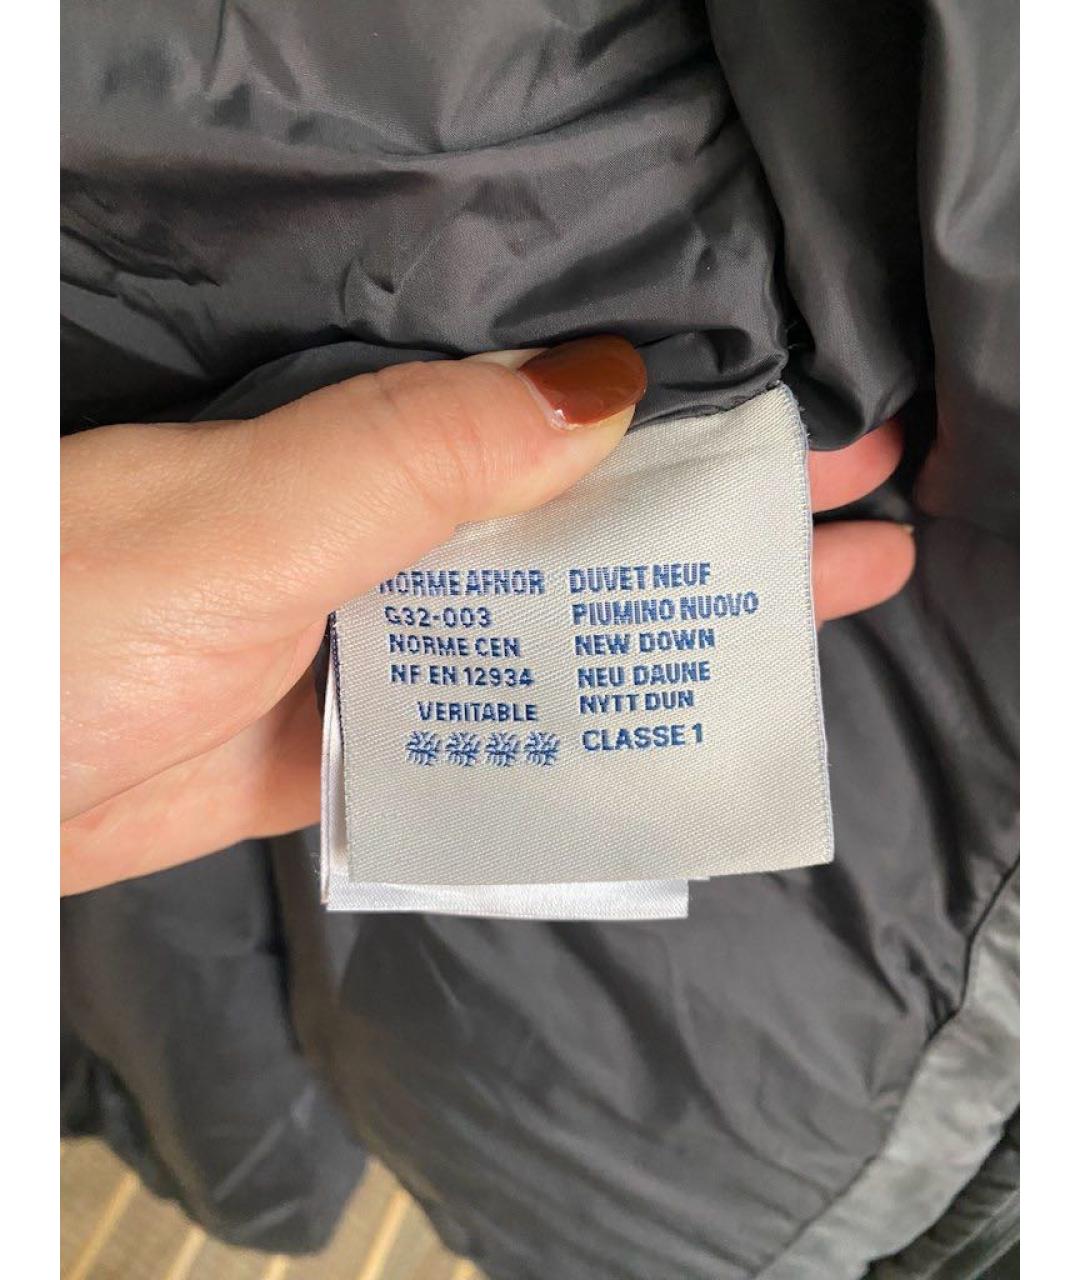 NORME AFNOR
G32-003
NORME CEN
NF EN 12934
VERITABLE
DUVET NEUF
PIUMINO NUOVO
NEW DOWN
NEU DAUNE
NYTT DUN
CLASSE 1